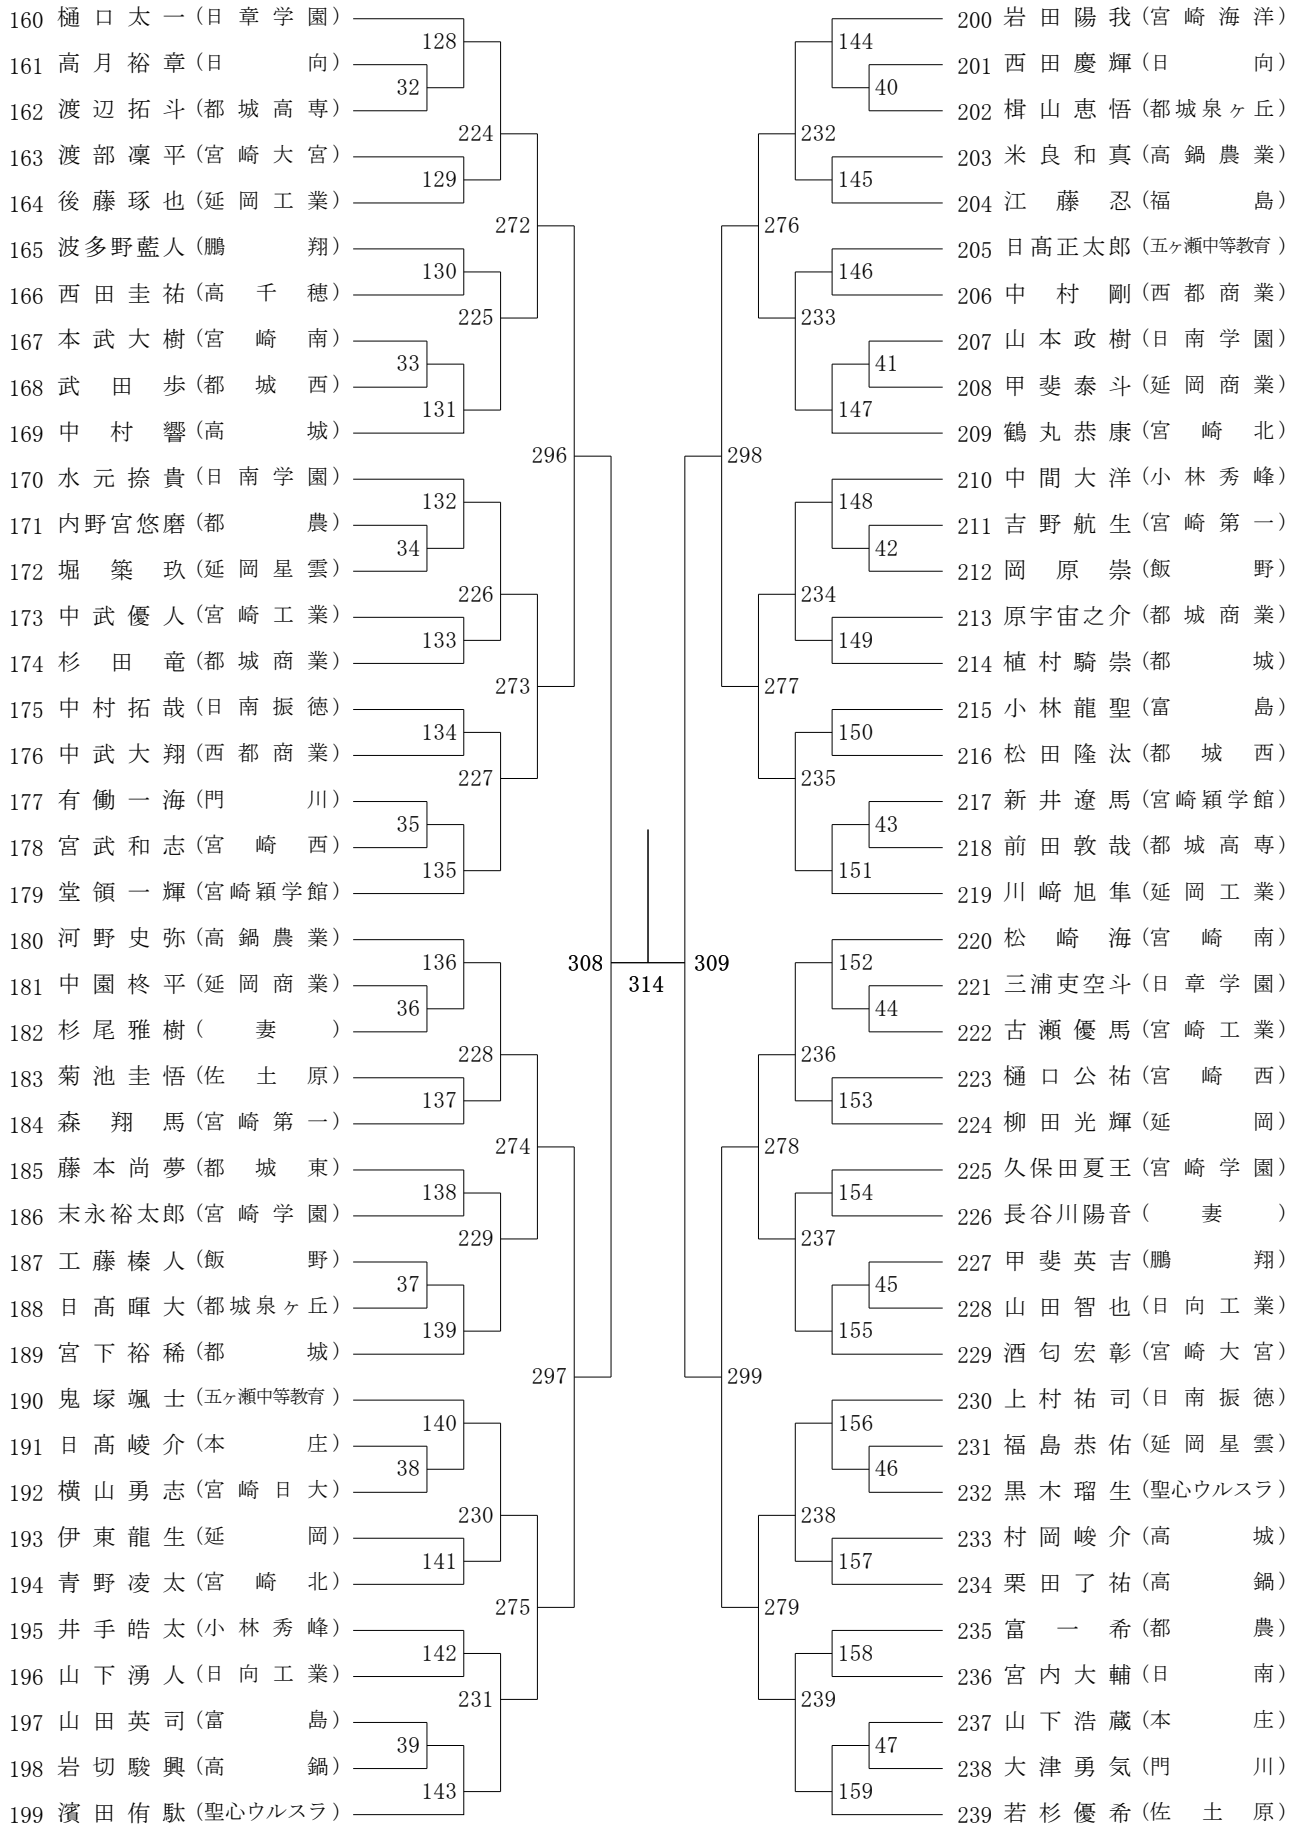 160 樋口太一(日章学園)
161 高月裕章(日向)
162 渡辺拓斗(都城高専)
163 渡部凜平(宮崎大宮)
164 後藤琢也(延岡工業)
165 波多野藍人(鵬翔)
166 西田圭祐(高千穂)
167 本武大樹(宮崎南)
168 武田歩(都城西)
169 中村響(高城)
170 水元捺貴(日南学園)
171 内野宮悠磨(都農)
172 堀築玖(延岡星雲)
173 中武優人(宮崎工業)
174 杉田竜(都城商業)
175 中村拓哉(日南振徳)
176 中武大翔(西都商業)
177 有働一海(門川)
178 宮武和志(宮崎西)
179 堂領一輝(宮崎穎学館)
180 河野史弥(高鍋農業)
181 中園柊平(延岡商業)
182 杉尾雅樹(妻)
183 菊池圭悟(佐土原)
184 森翔馬(宮崎第一)
185 藤本尚夢(都城東)
186 末永裕太郎(宮崎学園)
187 工藤榛人(飯野)
188 日髙暉大(都城泉ヶ丘)
189 宮下裕稀(都城)
190 鬼塚颯士(五ヶ瀬中等教育)
191 日髙崚介(本庄)
192 横山勇志(宮崎日大)
193 伊東龍生(延岡)
194 青野凌太(宮崎北)
195 井手皓太(小林秀峰)
196 山下湧人(日向工業)
197 山田英司(富島)
198 岩切駿興(高鍋)
199 濱田侑駄(聖心ウルスラ)
128
32
224
129
272
130
225
33
131
296
132
34
226
133
273
134
227
35
135
308
136
36
228
137
274
138
229
37
139
297
140
38
230
141
275
142
231
39
143
314
309
144
40
232
145
276
146
233
41
147
298
148
42
234
149
277
150
235
43
151
152
44
236
153
278
154
237
45
155
299
156
46
238
157
279
158
239
47
159
200 岩田陽我(宮崎海洋)
201 西田慶輝(日向)
202 楫山恵悟(都城泉ヶ丘)
203 米良和真(高鍋農業)
204 江藤忍(福島)
205 日髙正太郎(五ヶ瀬中等教育)
206 中村剛(西都商業)
207 山本政樹(日南学園)
208 甲斐泰斗(延岡商業)
209 鶴丸恭康(宮崎北)
210 中間大洋(小林秀峰)
211 吉野航生(宮崎第一)
212 岡原崇(飯野)
213 原宇宙之介(都城商業)
214 植村騎崇(都城)
215 小林龍聖(富島)
216 松田隆汰(都城西)
217 新井遼馬(宮崎穎学館)
218 前田敦哉(都城高専)
219 川﨑旭隼(延岡工業)
220 松崎海(宮崎南)
221 三浦吏空斗(日章学園)
222 古瀬優馬(宮崎工業)
223 樋口公祐(宮崎西)
224 柳田光輝(延岡)
225 久保田夏王(宮崎学園)
226 長谷川陽音(妻)
227 甲斐英吉(鵬翔)
228 山田智也(日向工業)
229 酒匂宏彰(宮崎大宮)
230 上村祐司(日南振徳)
231 福島恭佑(延岡星雲)
232 黒木瑠生(聖心ウルスラ)
233 村岡峻介(高城)
234 栗田了祐(高鍋)
235 富一希(都農)
236 宮内大輔(日南)
237 山下浩蔵(本庄)
238 大津勇気(門川)
239 若杉優希(佐土原)